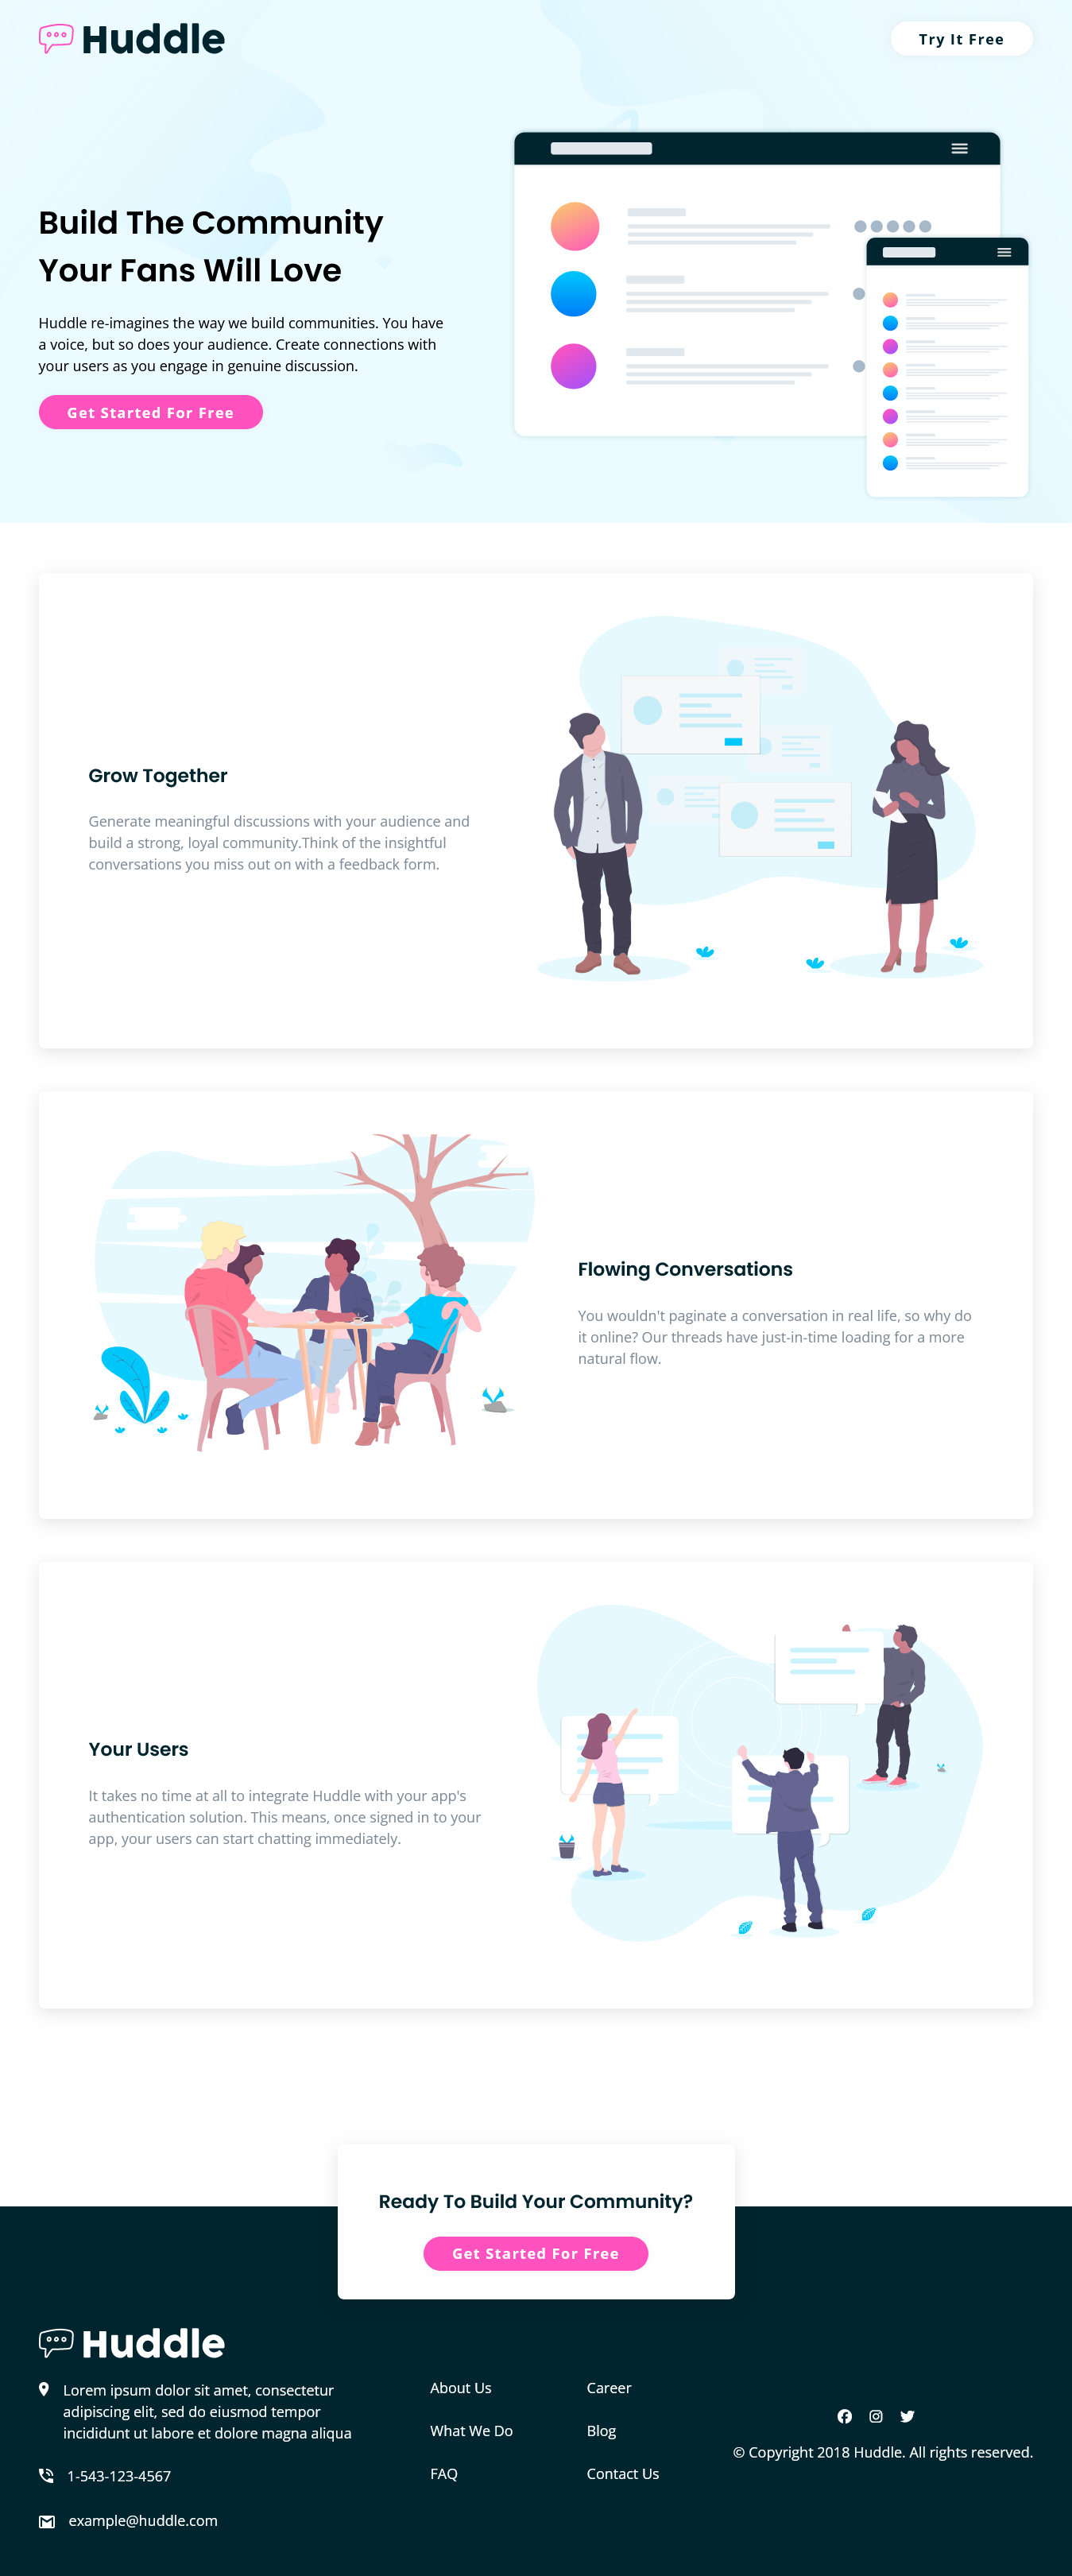 Huddle
Try It Free
Build The Community
Your Fans Will Love
Huddle re-imagines the way we build communities. You have
a voice, but so does your audience. Create connections with
your users as you engage in genuine discussion.
Get Started For Free
Grow Together
Generate meaningful discussions with your audience and
build a strong, loyal community.Think of the insightful
conversations you miss out on with a feedback form.
Flowing Conversations
You wouldn't paginate a conversation in real life, so why do
it online? Our threads have just-in-time loading for a more
natural flow.
Your Users
It takes no time at all to integrate Huddle with your app's
authentication solution. This means, once signed in to your
app, your users can start chatting immediately.
Ready To Build Your Community?
Get Started For Free
Huddle
Lorem ipsum dolor sit amet, consectetur
adipiscing elit, sed do eiusmod tempor
incididunt ut labore et dolore magna aliqua
1-543-123-4567
example@huddle.com
About Us
What We Do
FAQ
Career
Blog
Contact Us
© Copyright 2018 Huddle. All rights reserved.